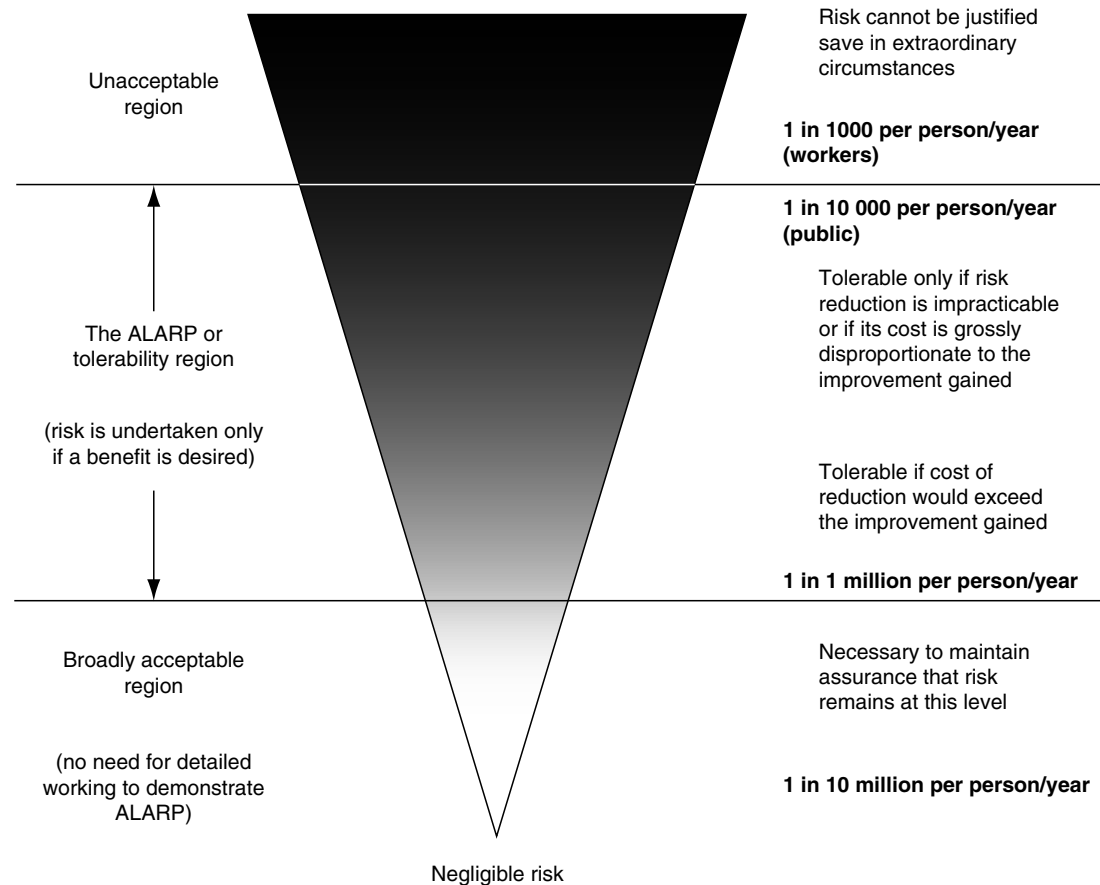 Unacceptable
region
Risk cannot be justified
save in extraordinary
circumstances
1 in 1000 per person/year
(workers)
1 in 10 000 per person/year
(public)
The ALARP or
tolerability region
(risk is undertaken only
if a benefit is desired)
Tolerable only if risk
reduction is impracticable
or if its cost is grossly
disproportionate to the
improvement gained
Tolerable if cost of
reduction would exceed
the improvement gained
1 in 1 million per person/year
Broadly acceptable
region
(no need for detailed
working to demonstrate
ALARP)
Necessary to maintain
assurance that risk
remains at this level
1 in 10 million per person/year
Negligible risk